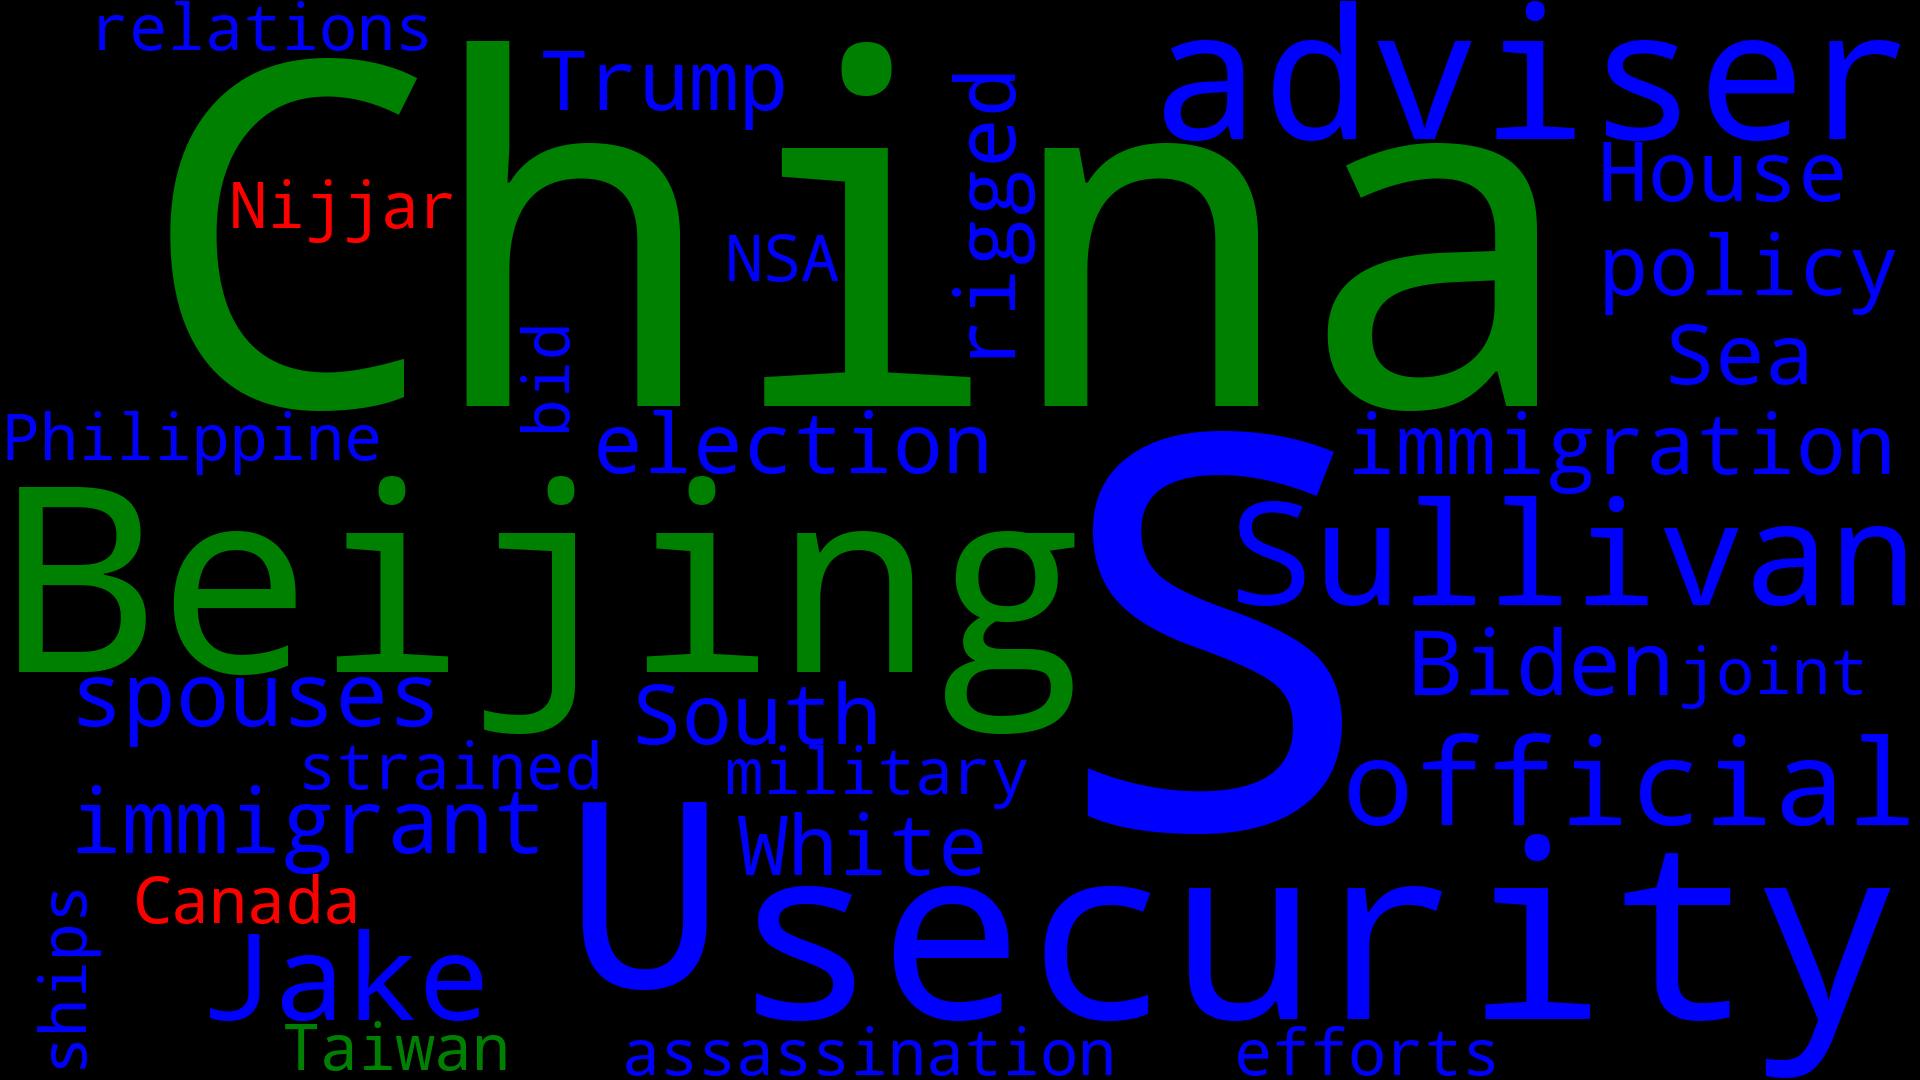 relations
Trump
adviser
China
rigged
House
Nijjar
NSA
policy
bid
Sea
Philippine
election
immigration
Beijing
S
Sullivan
Biden
joint
spouses
South
strained
military
official
immigrant
U
White
security
Canada
ships
Jake
Taiwan
assassination
efforts